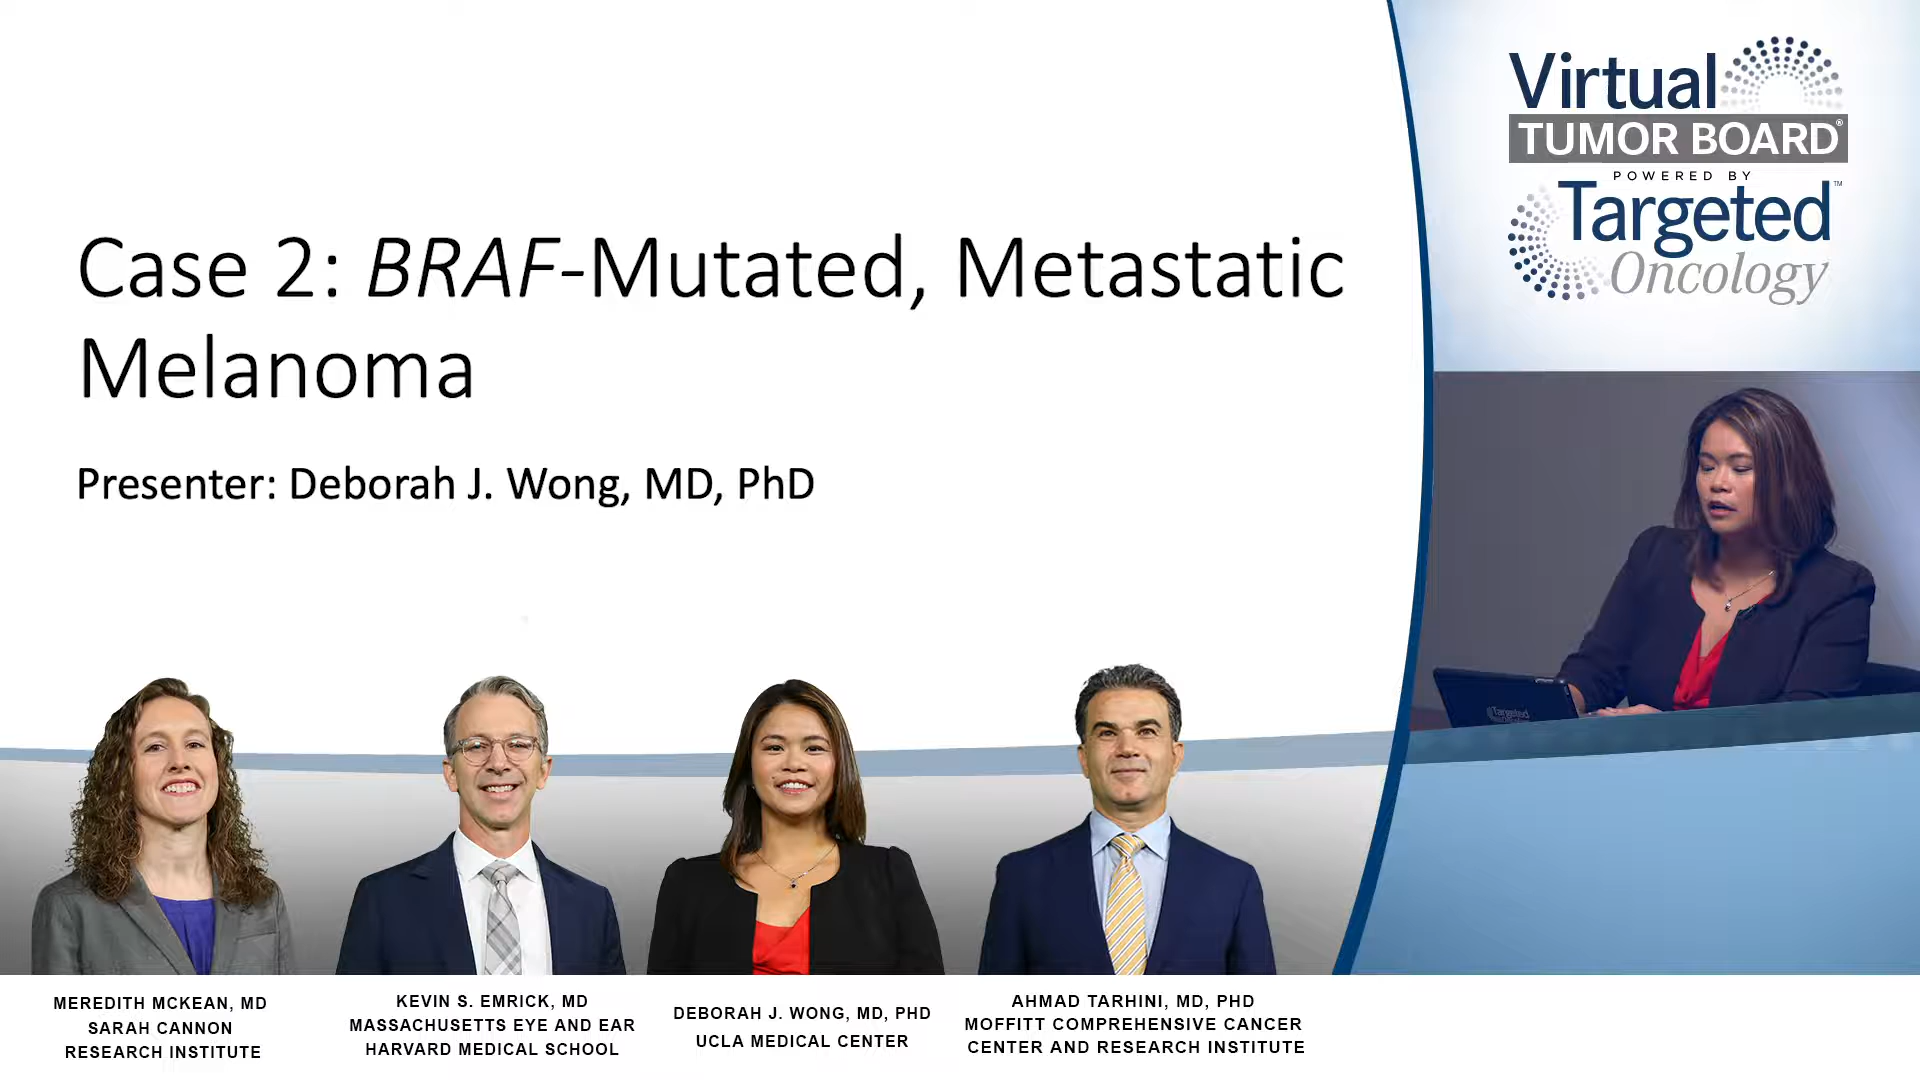 Case 2: BRAF-Mutated, Metastatic
Melanoma
Presenter: Deborah J. Wong, MD, PhD
Virtual
TUMOR BOARD®
POWERED BY
Targeted™
Oncology
Targeted
MEREDITH MCKEAN, MD
SARAH CANNON
RESEARCH INSTITUTE
KEVIN S. EMRICK, MD
MASSACHUSETTS EYE AND EAR
HARVARD MEDICAL SCHOOL
DEBORAH J. WONG, MD, PHD
UCLA MEDICAL CENTER
AHMAD TARHINI, MD, PHD
MOFFITT COMPREHENSIVE CANCER
CENTER AND RESEARCH INSTITUTE